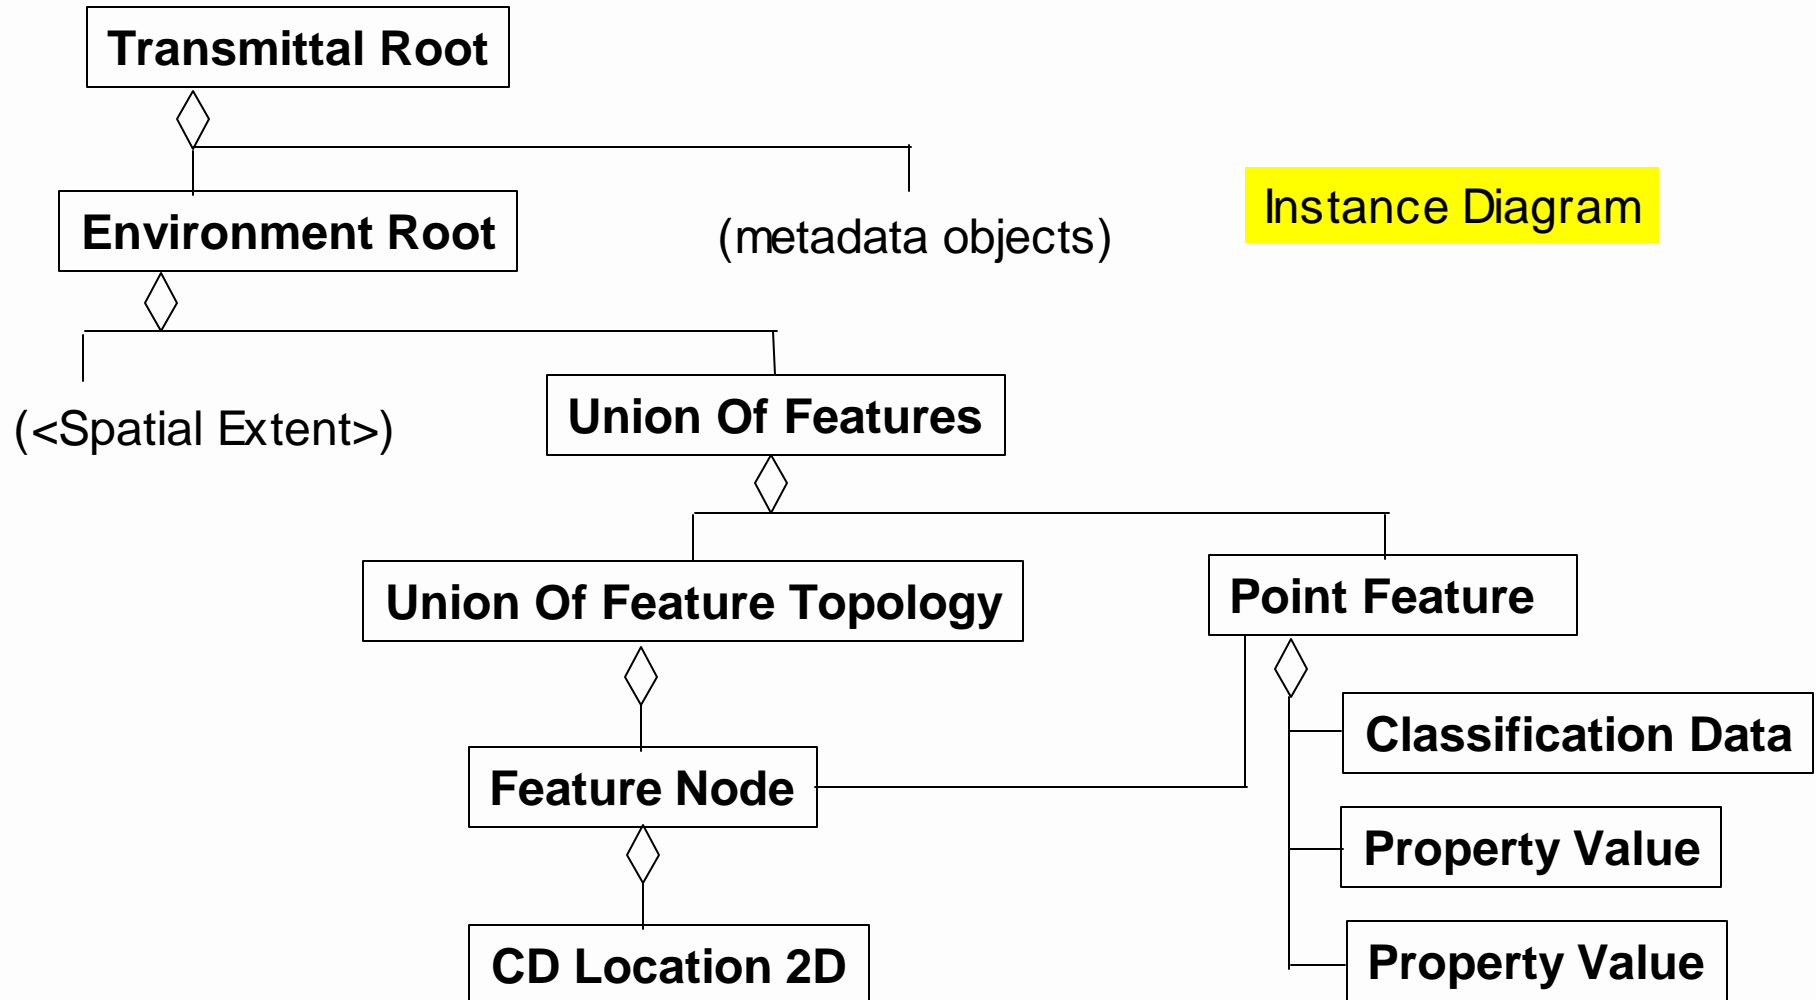 Transmittal Root
Environment Root
(metadata objects)
Instance Diagram
(<Spatial Extent>)
Union Of Features
Union Of Feature Topology
Point Feature
Classification Data
Feature Node
Property Value
CD Location 2D
Property Value